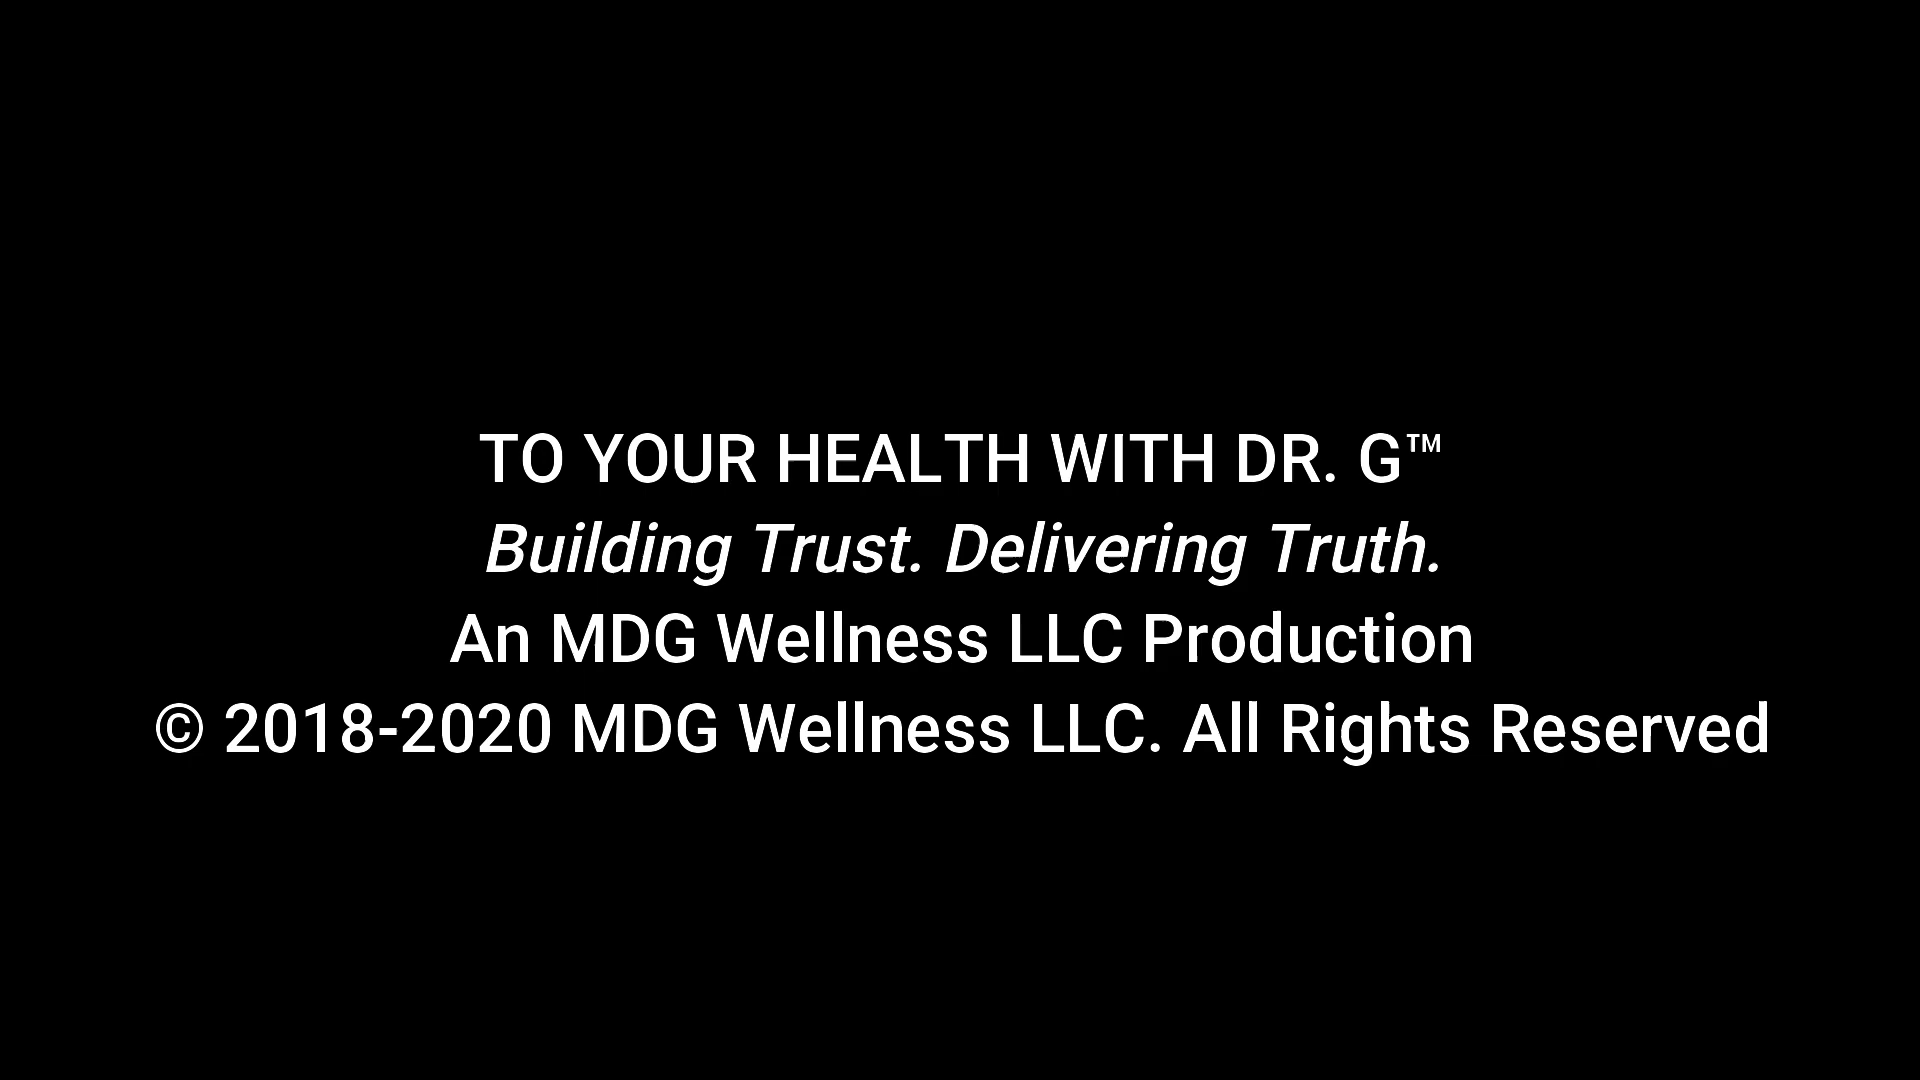 TO YOUR HEALTH WITH DR. G™
Building Trust. Delivering Truth.
An MDG Wellness LLC Production
© 2018-2020 MDG Wellness LLC. All Rights Reserved